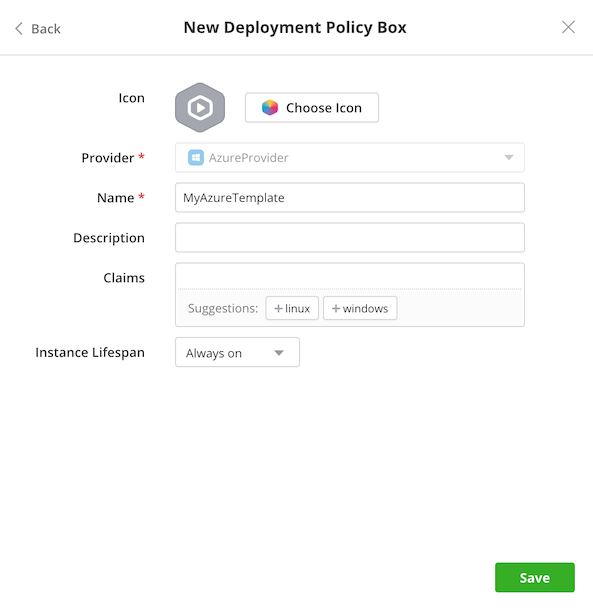 Back
New Deployment Policy Box
Icon
Choose Icon
Provider *
AzureProvider
Name *
MyAzureTemplate
Description
Claims
Suggestions: + linux + windows
Instance Lifespan
Always on
Save